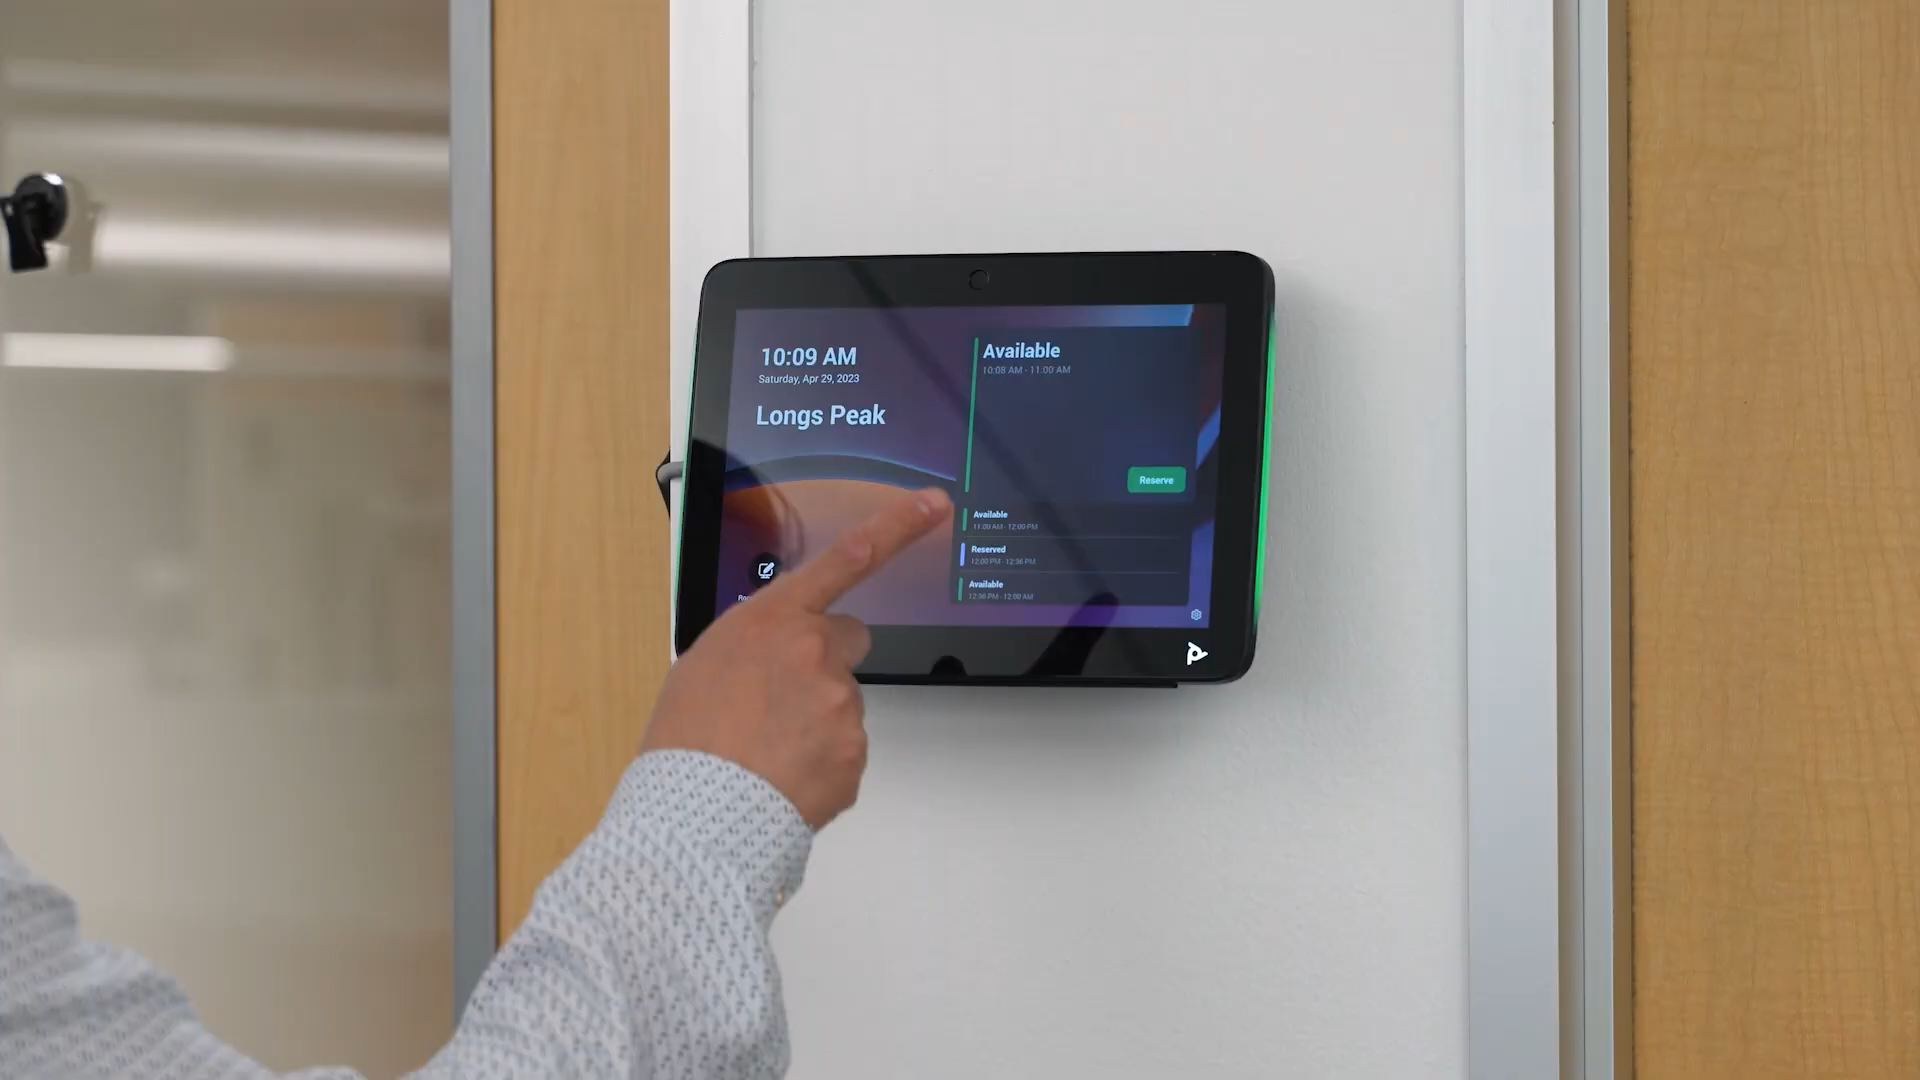 10:09 AM
Saturday, Apr 29, 2023
Longs Peak
Available
10:08 AM - 11:00 AM
Reserve
Available
11:00 AM - 12:00 PM
Reserved
12:00 PM - 12:36 PM
Available
12:36 PM - 12:00 AM